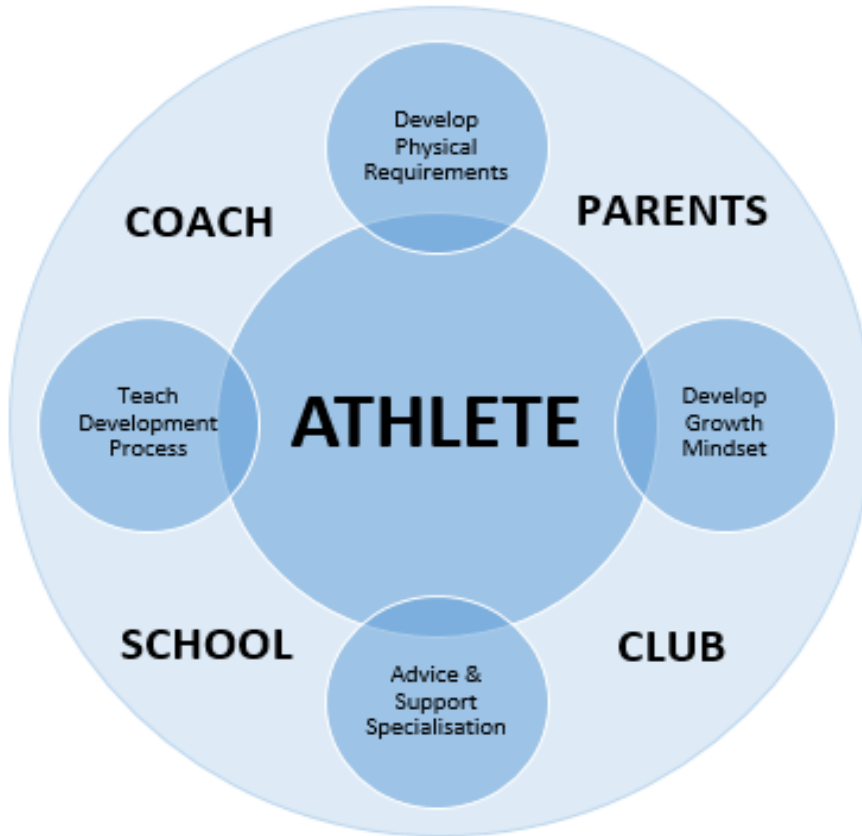 Develop
Physical
Requirements
COACH
PARENTS
Teach
Development
Process
ATHLETE
Develop
Growth
Mindset
SCHOOL
CLUB
Advice &
Support
Specialisation